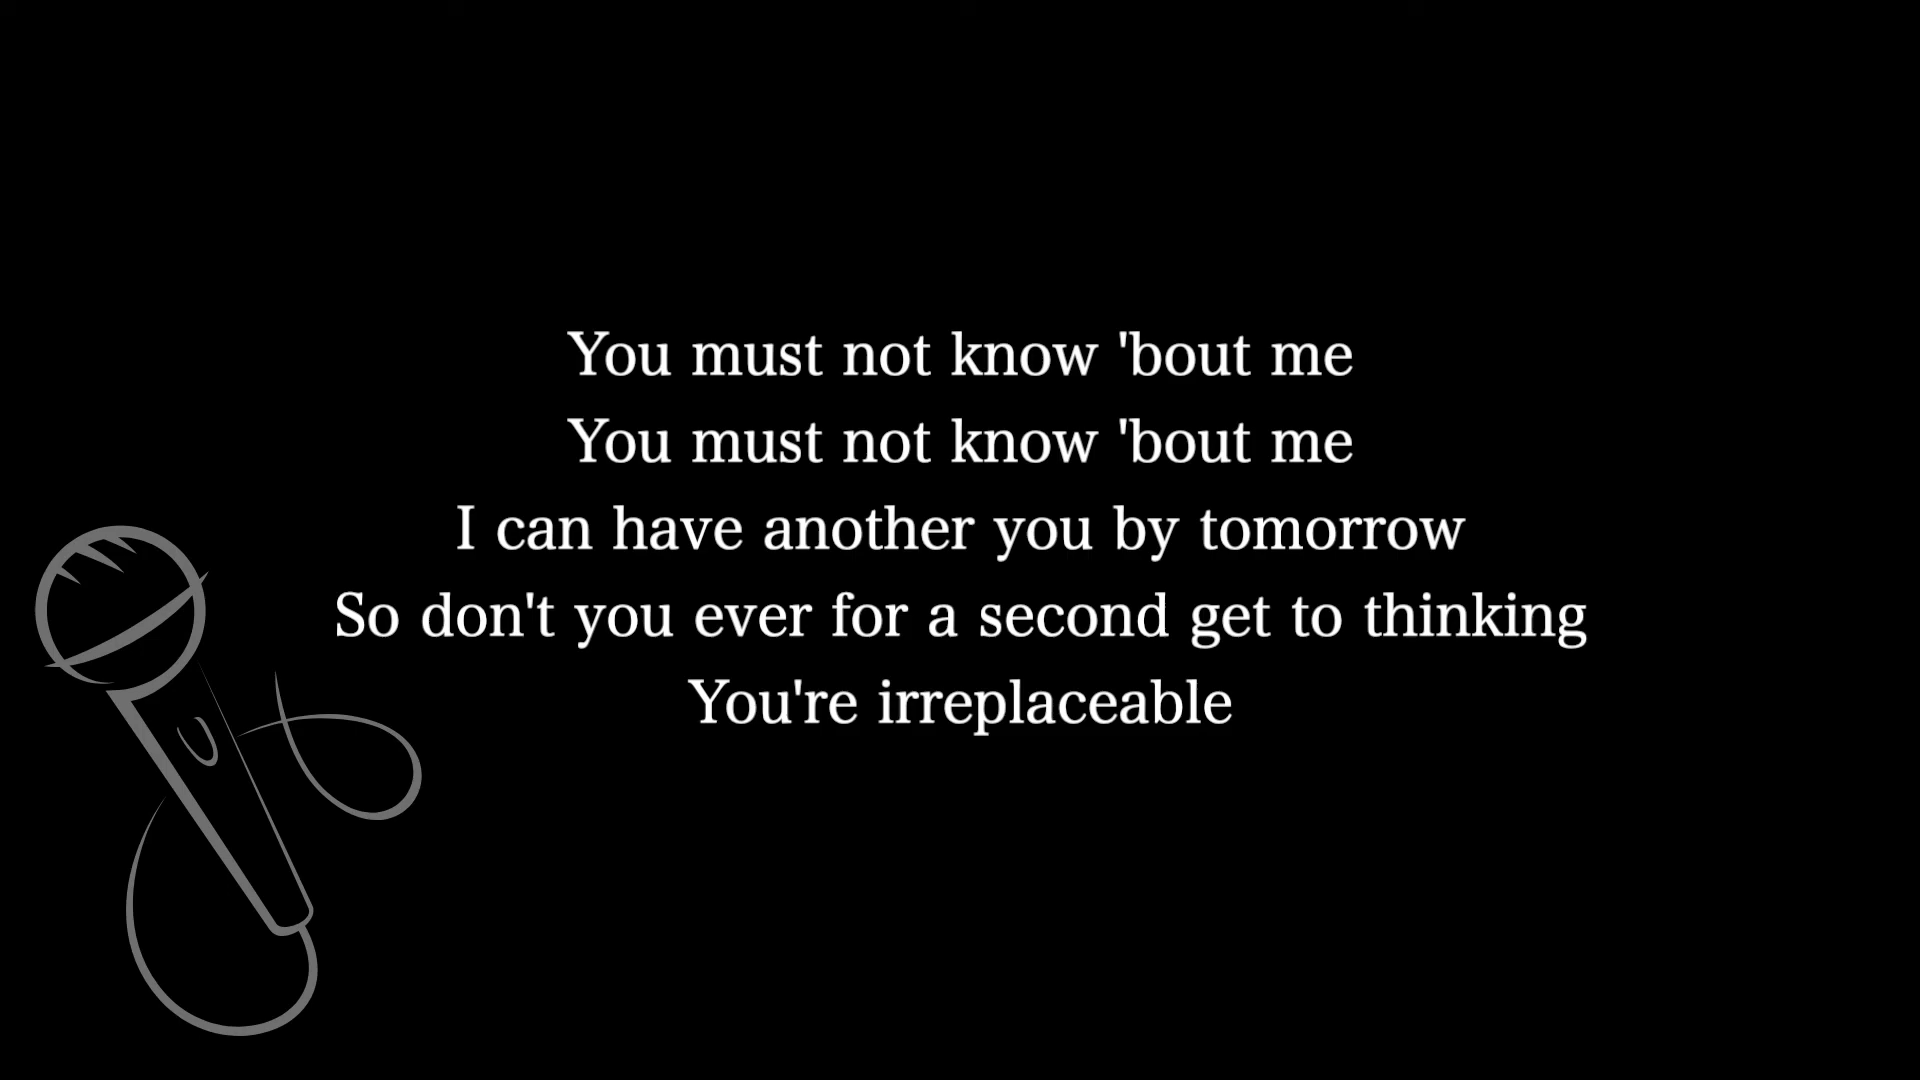 You must not know 'bout me
You must not know 'bout me
I can have another you by tomorrow
So don't you ever for a second get to thinking
You're irreplaceable